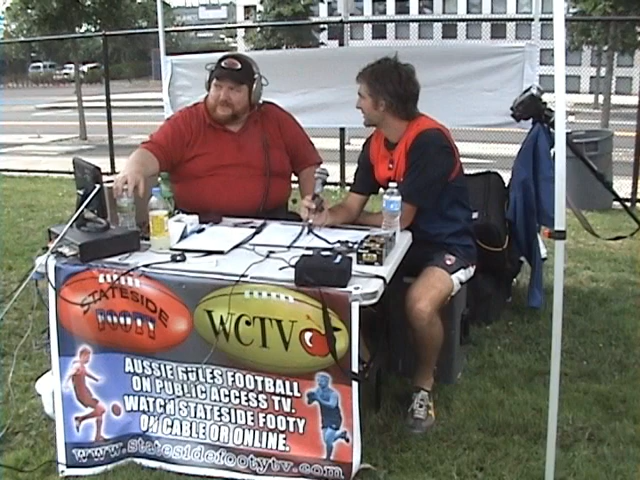 STATESIDE
FOOTY
WCTV
AUSSIE RULES FOOTBALL
ON PUBLIC ACCESS TV.
WATCH STATESIDE FOOTY
ON CABLE OR ONLINE.
www.statesidefootytv.com